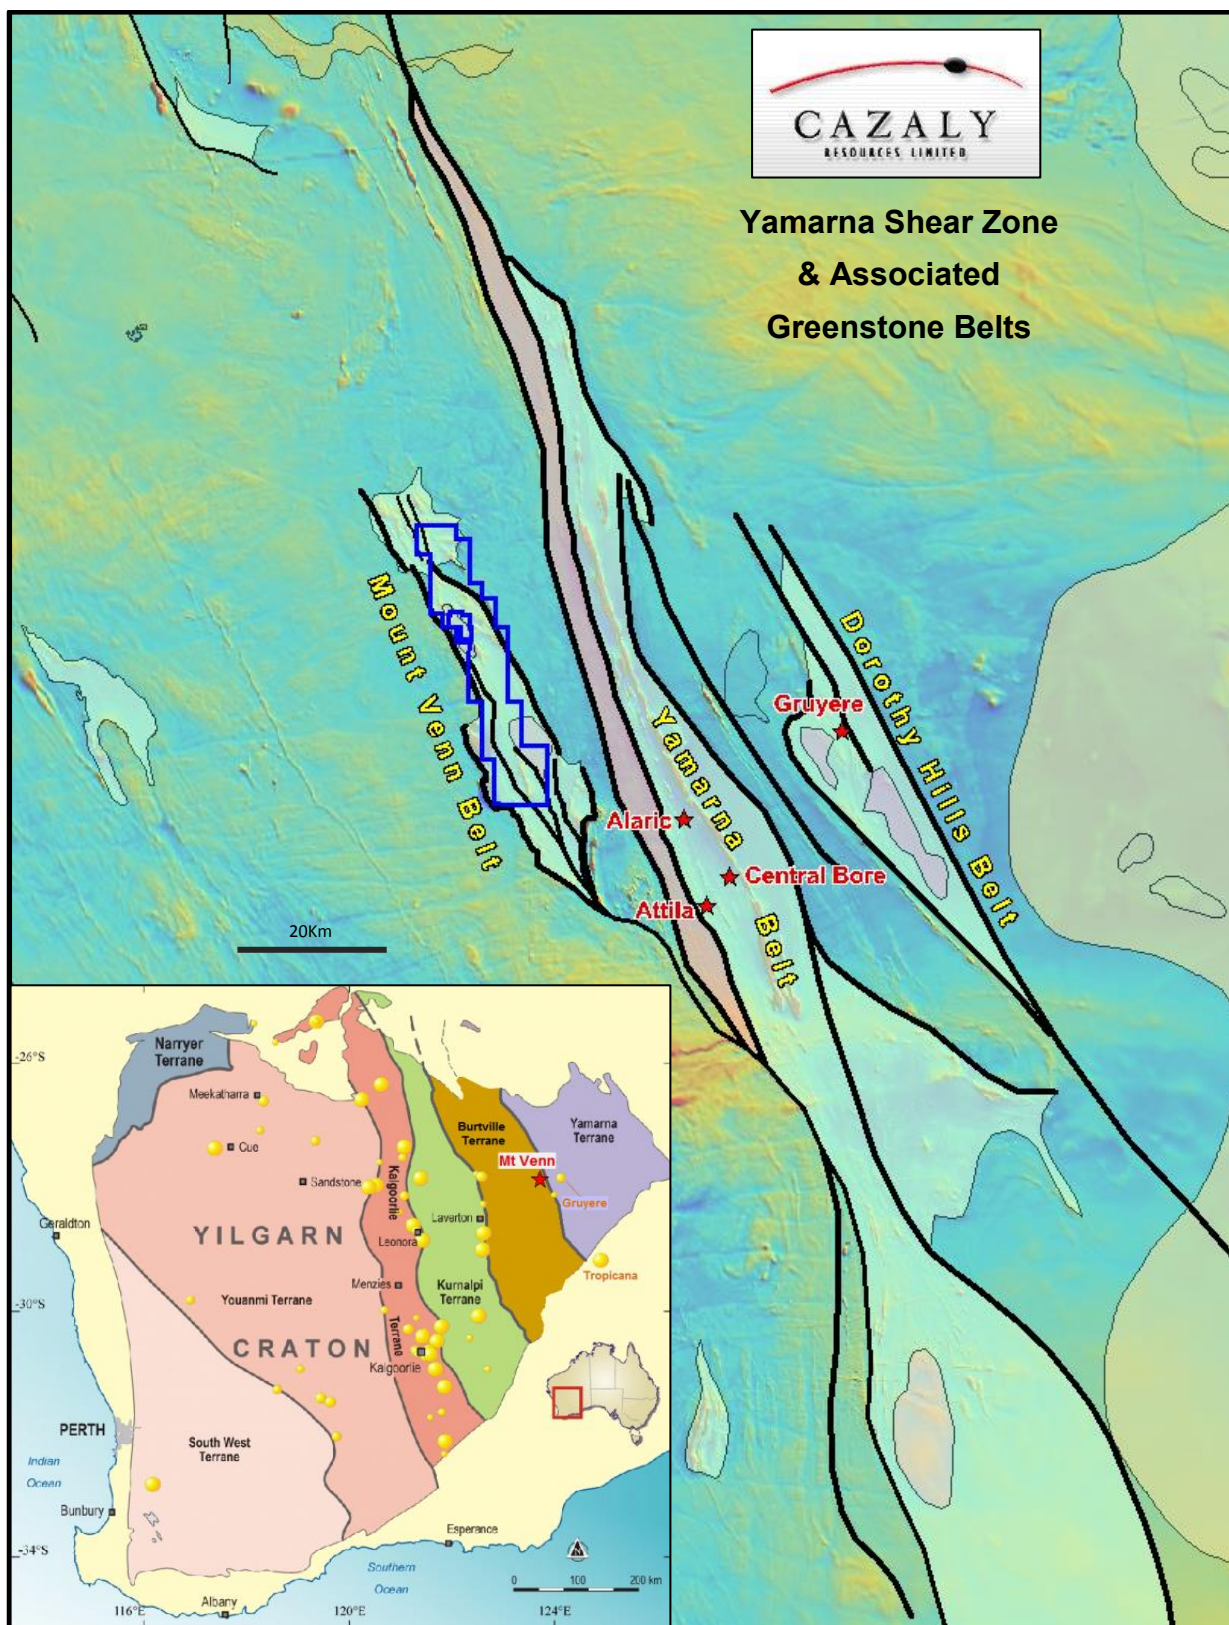 CAZALY
RESOURCES LIMITED
Yamarna Shear Zone
& Associated
Greenstone Belts
Mount Venn Belt
Yamarna Belt
Dorothy Hills Belt
Gruyere
Alaric
Central Bore
Attila
20Km
Narryer
Terrane
-26°S
Meekatharra
Cue
Sandstone
Burtville
Terrane
Yamarna
Terrane
Mt Venn
Gruyere
Kalgoorlie
Terrane
Laverton
Leonora
Geraldton
YILGARN
Menzies
Kurnalpi
Terrane
Tropicana
-30°S
Youanmi Terrane
CRATON
Kalgoorlie
PERTH
South West
Terrane
Indian
Ocean
Bunbury
Esperance
-34°S
Southern
Ocean
0 100 200 km
Albany
116°E 120°E 124°E